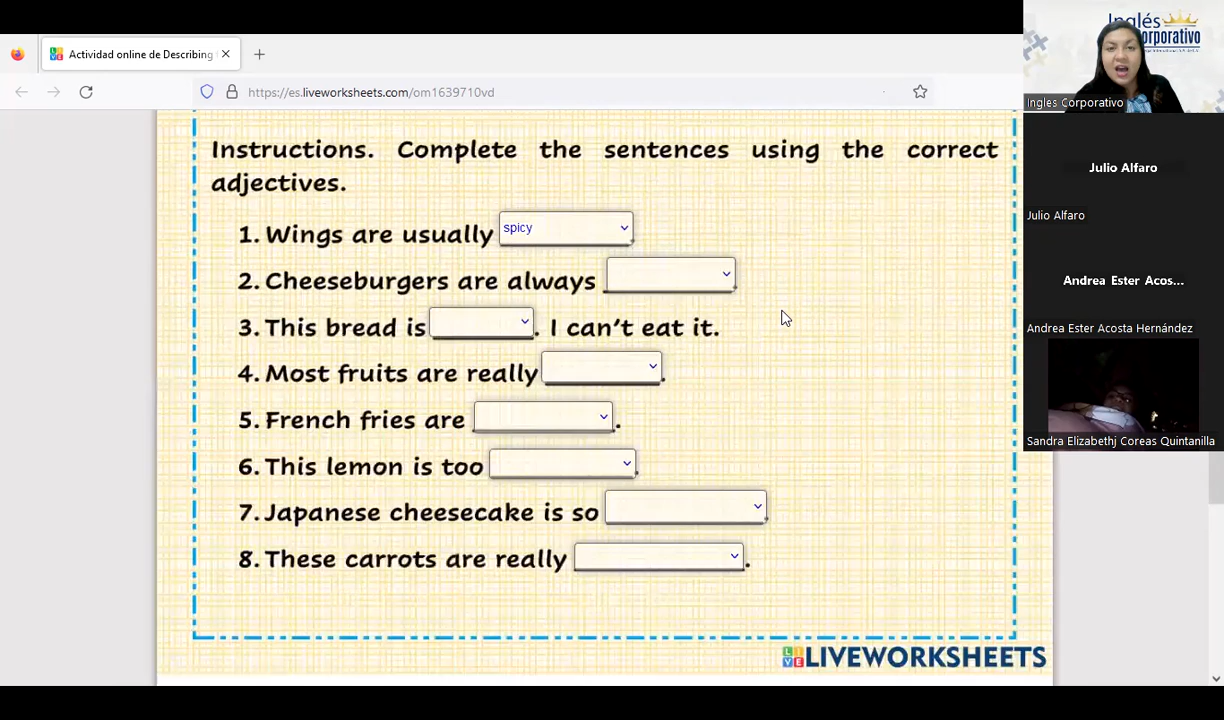 Actividad online de Describing
https://es.liveworksheets.com/om1639710vd
Instructions. Complete the sentences using the correct
adjectives.
1. Wings are usually spicy
2. Cheeseburgers are always
3. This bread is . I can't eat it.
4. Most fruits are really .
5. French fries are .
6. This lemon is too
7. Japanese cheesecake is so
8. These carrots are really .
LIVEWORKSHEETS
Inglés
Corporativo
Ingles Corporativo
Julio Alfaro
Julio Alfaro
Andrea Ester Acos...
Andrea Ester Acosta Hernández
Sandra Elizabethj Coreas Quintanilla